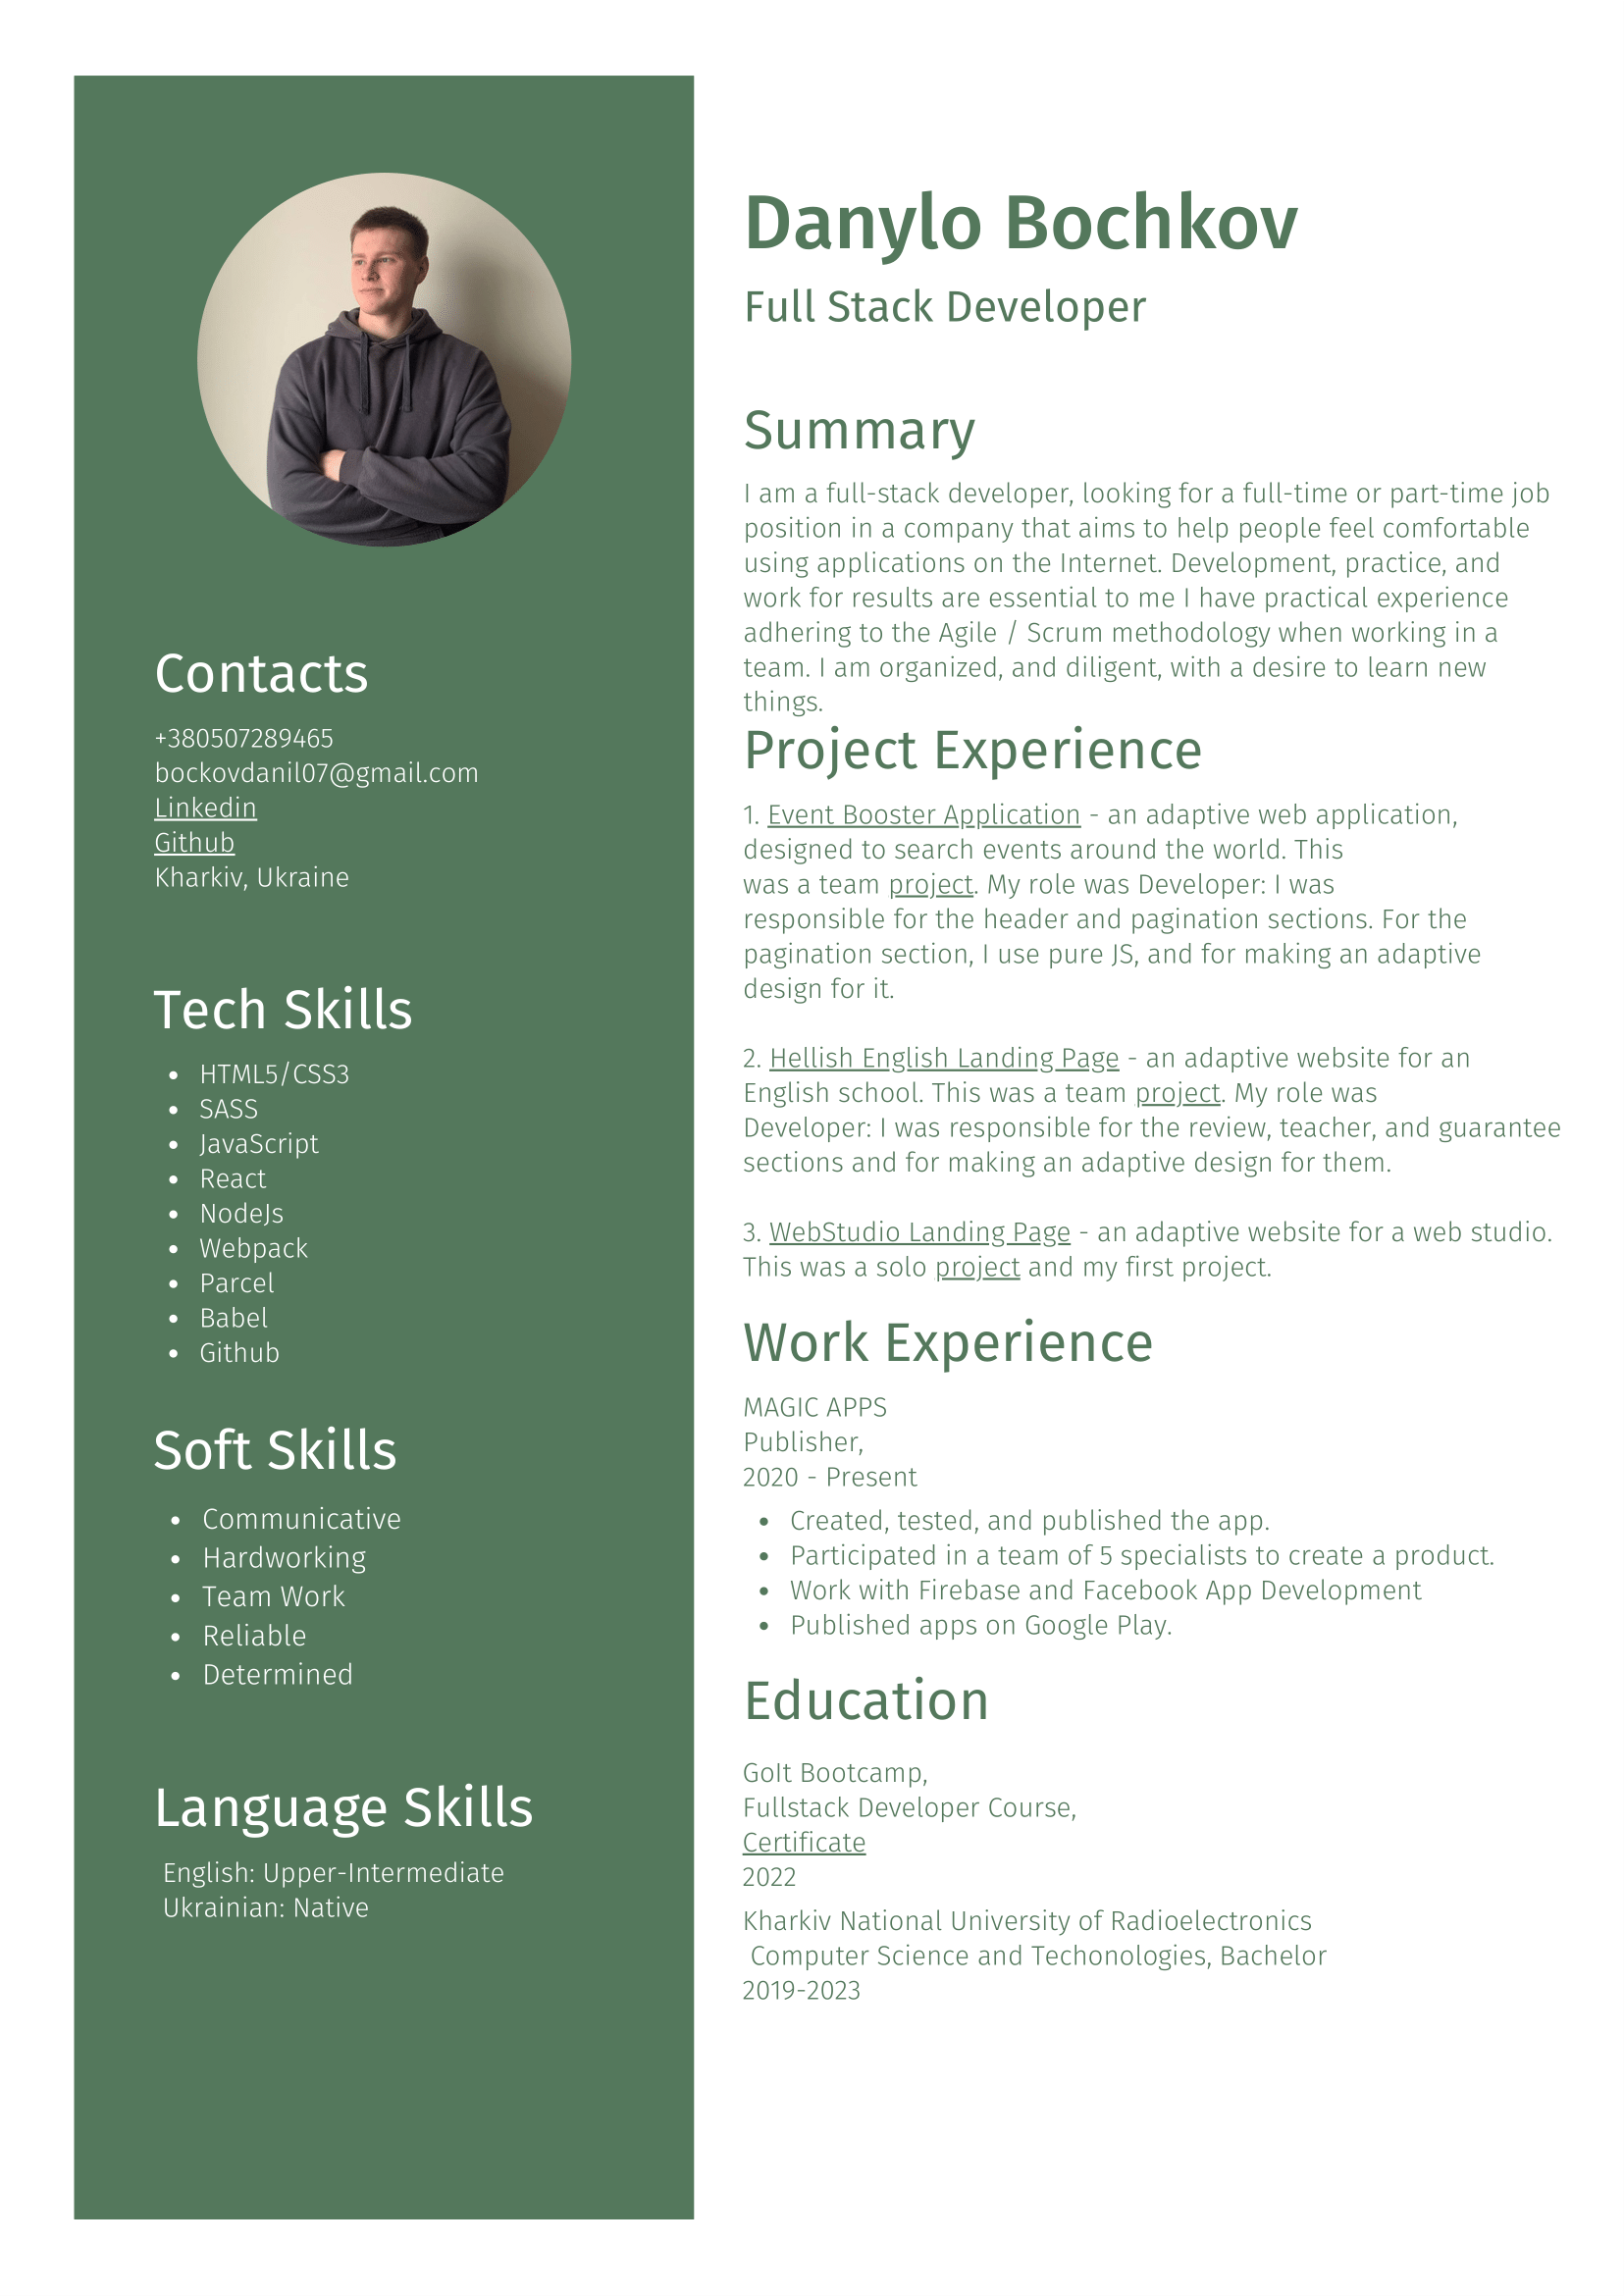 Danylo Bochkov
Full Stack Developer
Contacts
+380507289465
bockovdanil07@gmail.com
Linkedin
Github
Kharkiv, Ukraine
Tech Skills
• HTML5/CSS3
• SASS
• JavaScript
• React
• NodeJs
• Webpack
• Parcel
• Babel
• Github
Soft Skills
• Communicative
• Hardworking
• Team Work
• Reliable
• Determined
Language Skills
English: Upper-Intermediate
Ukrainian: Native
Summary
I am a full-stack developer, looking for a full-time or part-time job
position in a company that aims to help people feel comfortable
using applications on the Internet. Development, practice, and
work for results are essential to me I have practical experience
adhering to the Agile / Scrum methodology when working in a
team. I am organized, and diligent, with a desire to learn new
things.
Project Experience
1. Event Booster Application - an adaptive web application,
designed to search events around the world. This
was a team project. My role was Developer: I was
responsible for the header and pagination sections. For the
pagination section, I use pure JS, and for making an adaptive
design for it.
2. Hellish English Landing Page - an adaptive website for an
English school. This was a team project. My role was
Developer: I was responsible for the review, teacher, and guarantee
sections and for making an adaptive design for them.
3. WebStudio Landing Page - an adaptive website for a web studio.
This was a solo project and my first project.
Work Experience
MAGIC APPS
Publisher,
2020 - Present
• Created, tested, and published the app.
• Participated in a team of 5 specialists to create a product.
• Work with Firebase and Facebook App Development
• Published apps on Google Play.
Education
GoIt Bootcamp,
Fullstack Developer Course,
Certificate
2022
Kharkiv National University of Radioelectronics
Computer Science and Techonologies, Bachelor
2019-2023